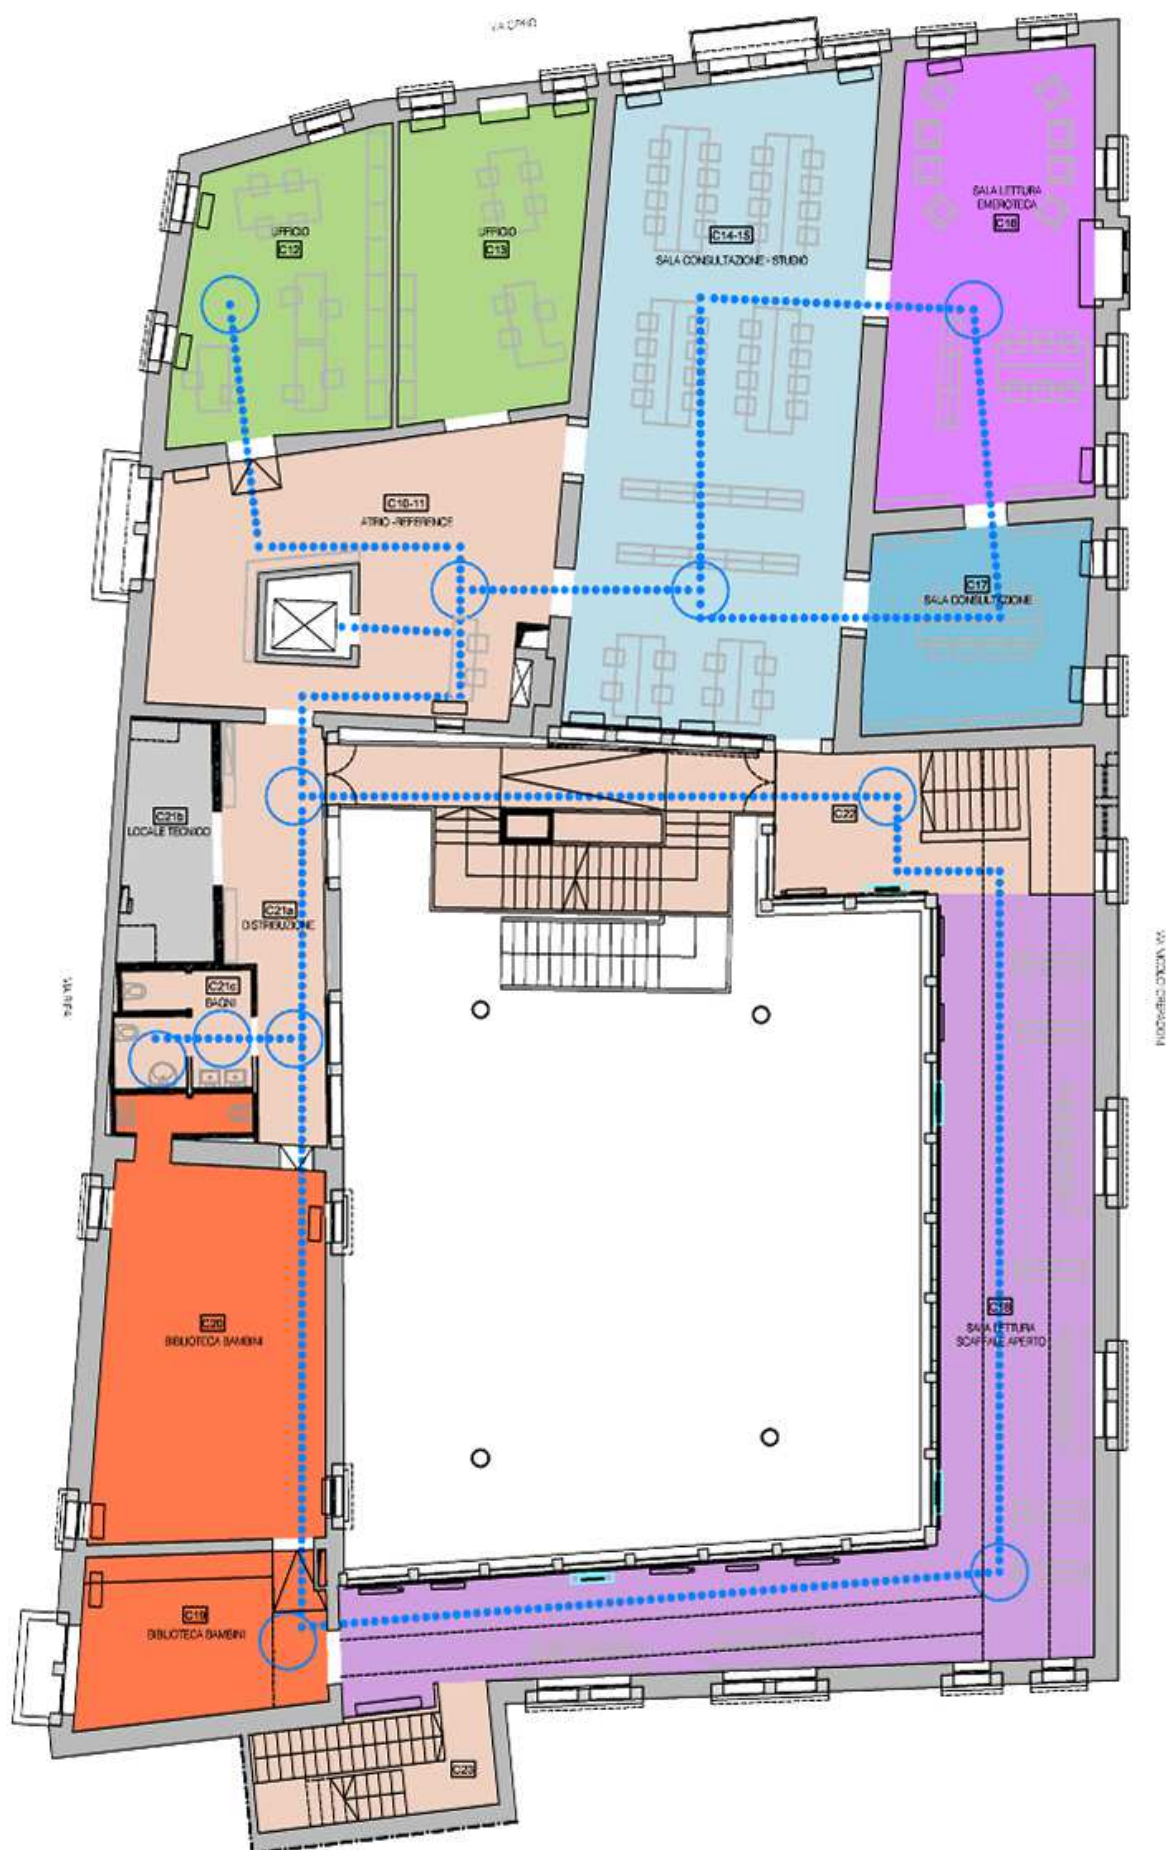 UFFICIO
C12
UFFICIO
C13
C14-15
SALA CONSULTAZIONE - STUDIO
SALA LETTURA
EMEROTECA
C16
C10-11
ATRIO -REFERENCE
C17
SALA CONSULTAZIONE
C21b
LOCALE TECNICO
C22
C21a
DISTRIBUZIONE
C21c
BAGNI
C20
BIBLIOTECA BAMBINI
C18
SALA LETTURA
SCAFFALE APERTO
C19
BIBLIOTECA BAMBINI
C23